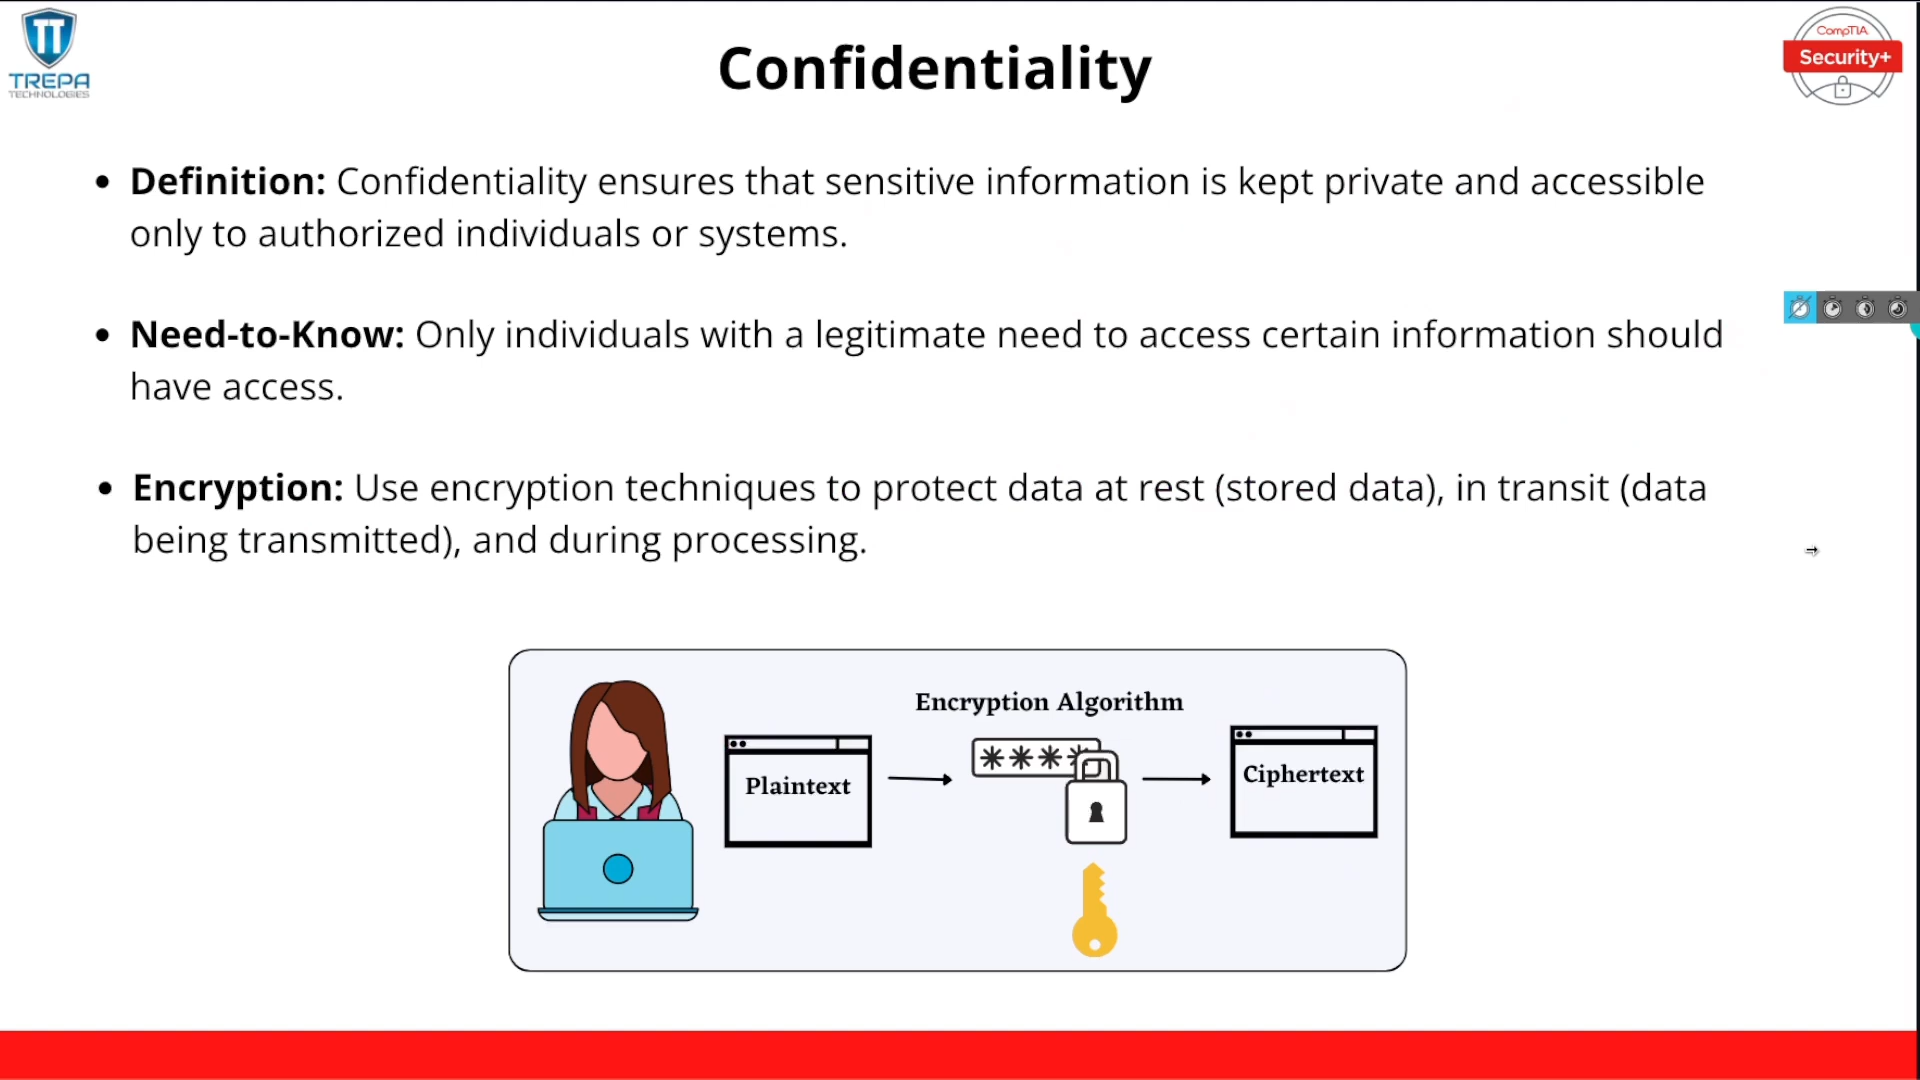 TREPA
TECHNOLOGIES
Confidentiality
CompTIA
Security+
• Definition: Confidentiality ensures that sensitive information is kept private and accessible
only to authorized individuals or systems.
• Need-to-Know: Only individuals with a legitimate need to access certain information should
have access.
• Encryption: Use encryption techniques to protect data at rest (stored data), in transit (data
being transmitted), and during processing.
Encryption Algorithm
Plaintext
****
Ciphertext